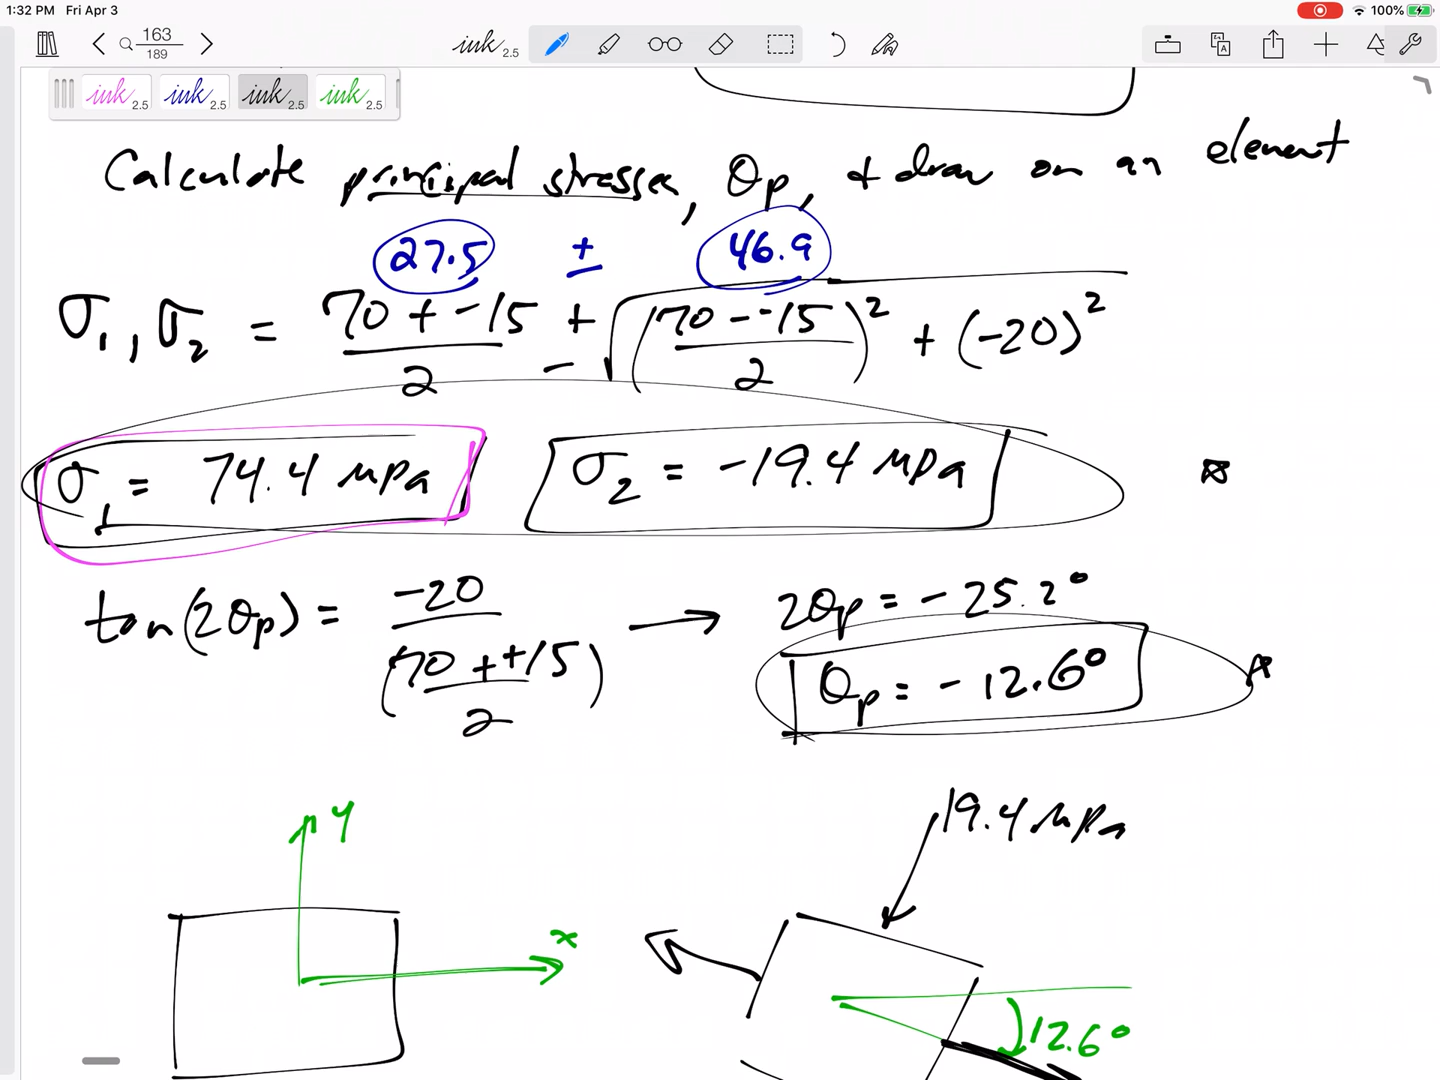 1:32 PM Fri Apr 3
100%
163
189
ink 2.5
ink 2.5 ink 2.5 ink 2.5 ink 2.5
Calculate principal stresses, θp, + draw on an element
27.5 ± 46.9
σ1, σ2 = (70 + -15)/2 ± √(((70 - -15)/2)² + (-20)²)
σ1 = 74.4 MPa σ2 = -19.4 MPa
tan(2θp) = -20/((70 + +15)/2) → 2θp = -25.2°
θp = -12.6°
y
x
19.4 MPa
12.6°